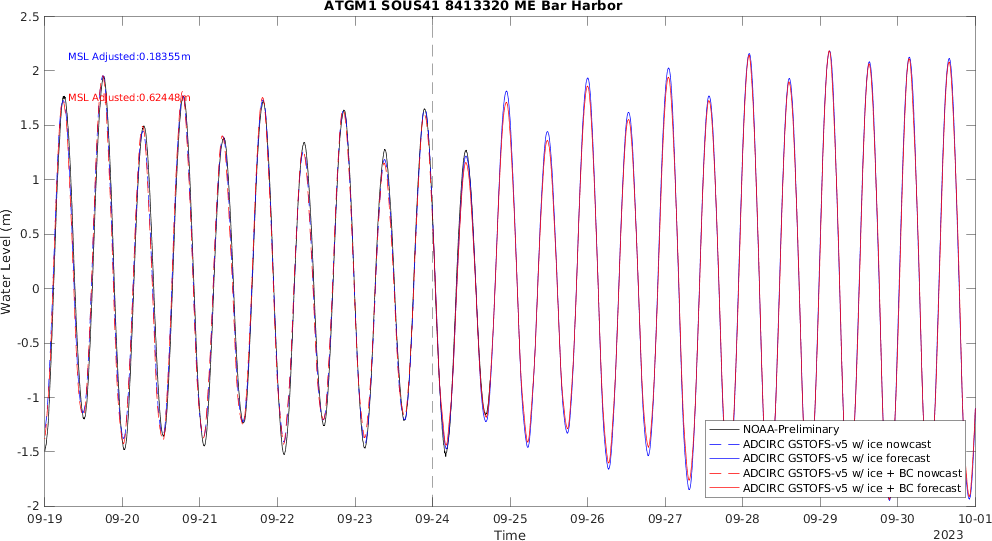 ATGM1 SOUS41 8413320 ME Bar Harbor
2.5
2
1.5
1
0.5
0
-0.5
-1
-1.5
-2
Water Level (m)
MSL Adjusted:0.18355m
MSL Adjusted:0.62448m
NOAA-Preliminary
ADCIRC GSTOFS-v5 w/ ice nowcast
ADCIRC GSTOFS-v5 w/ ice forecast
ADCIRC GSTOFS-v5 w/ ice + BC nowcast
ADCIRC GSTOFS-v5 w/ ice + BC forecast
09-19 09-20 09-21 09-22 09-23 09-24 09-25 09-26 09-27 09-28 09-29 09-30 10-01
Time
2023